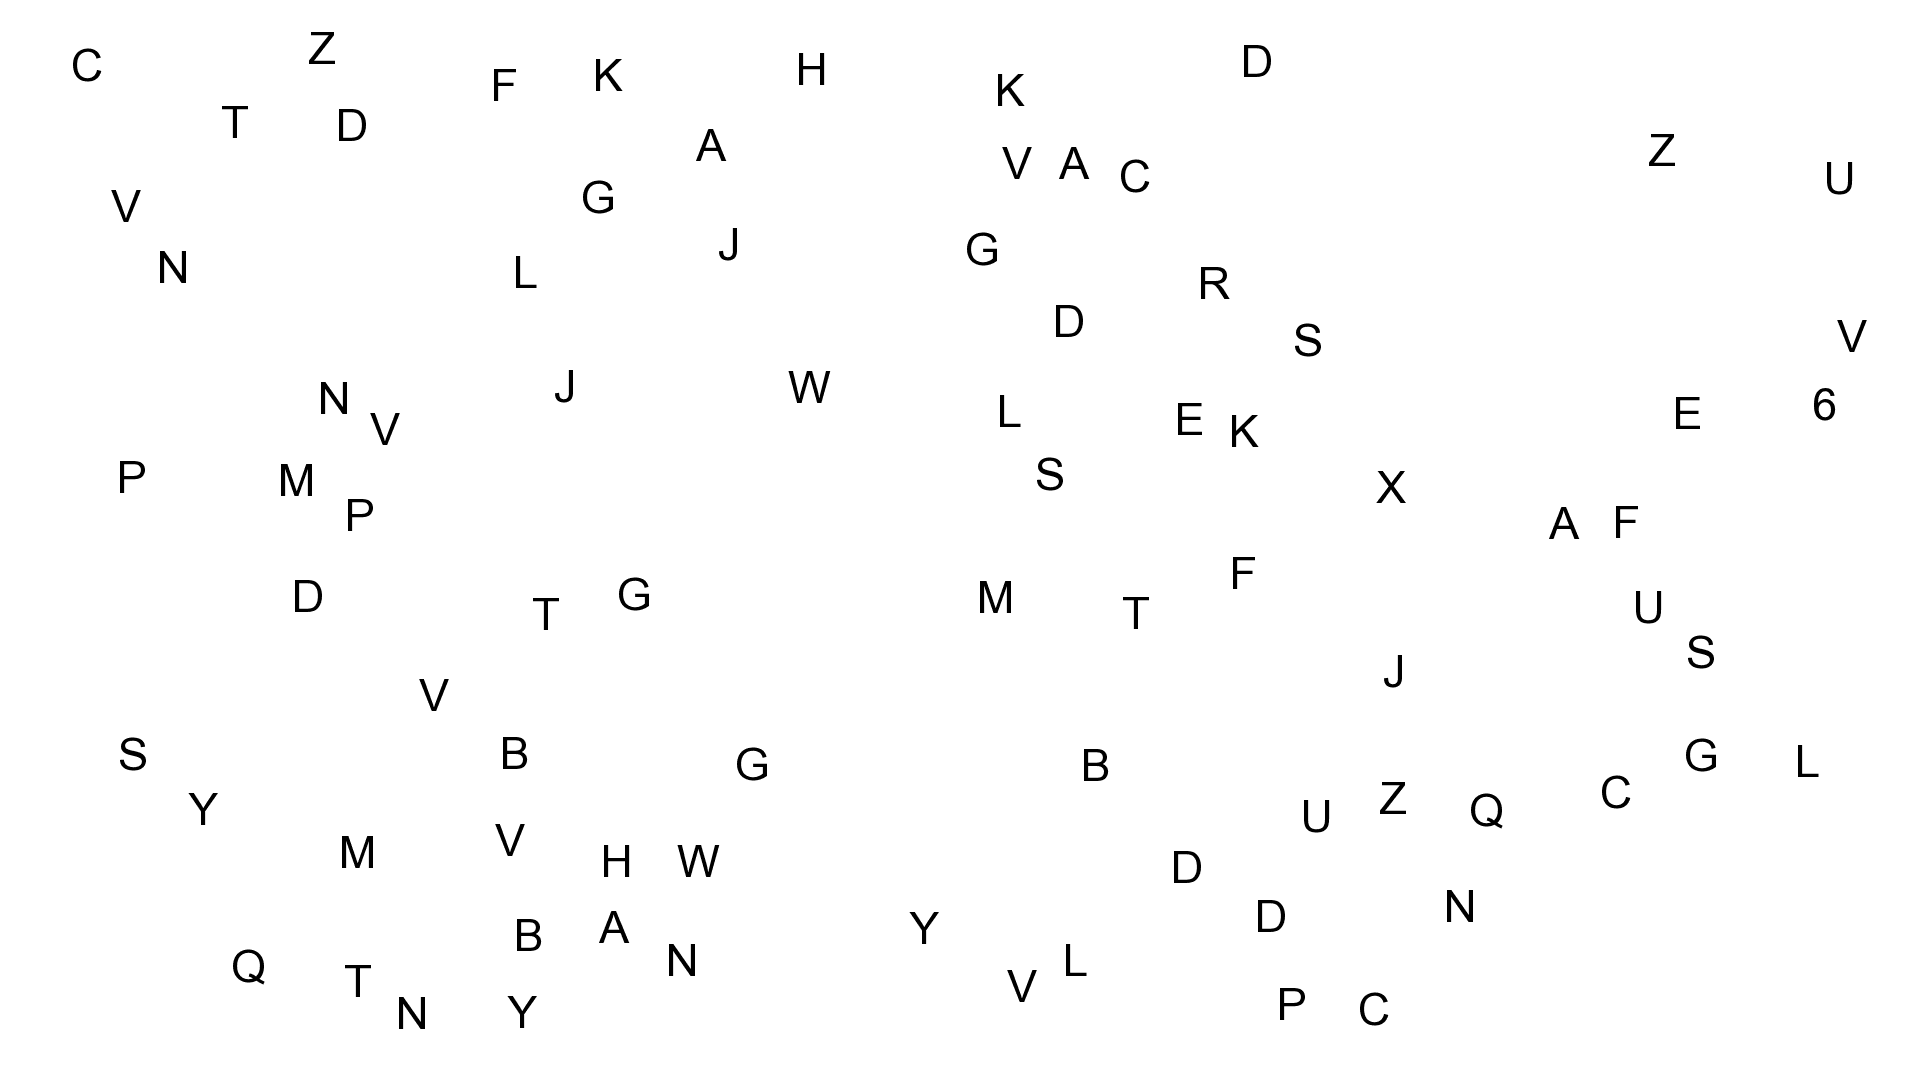 C Z F K H K D
T D A V A C Z U
V G J G
N L R
D S V
N V J W L E K E 6
P M P S X A F
D T G M T F U
V J S
S B G B G L
Y M V H W U Z Q C
D D N
B A N Y
Q T V L
N Y P C